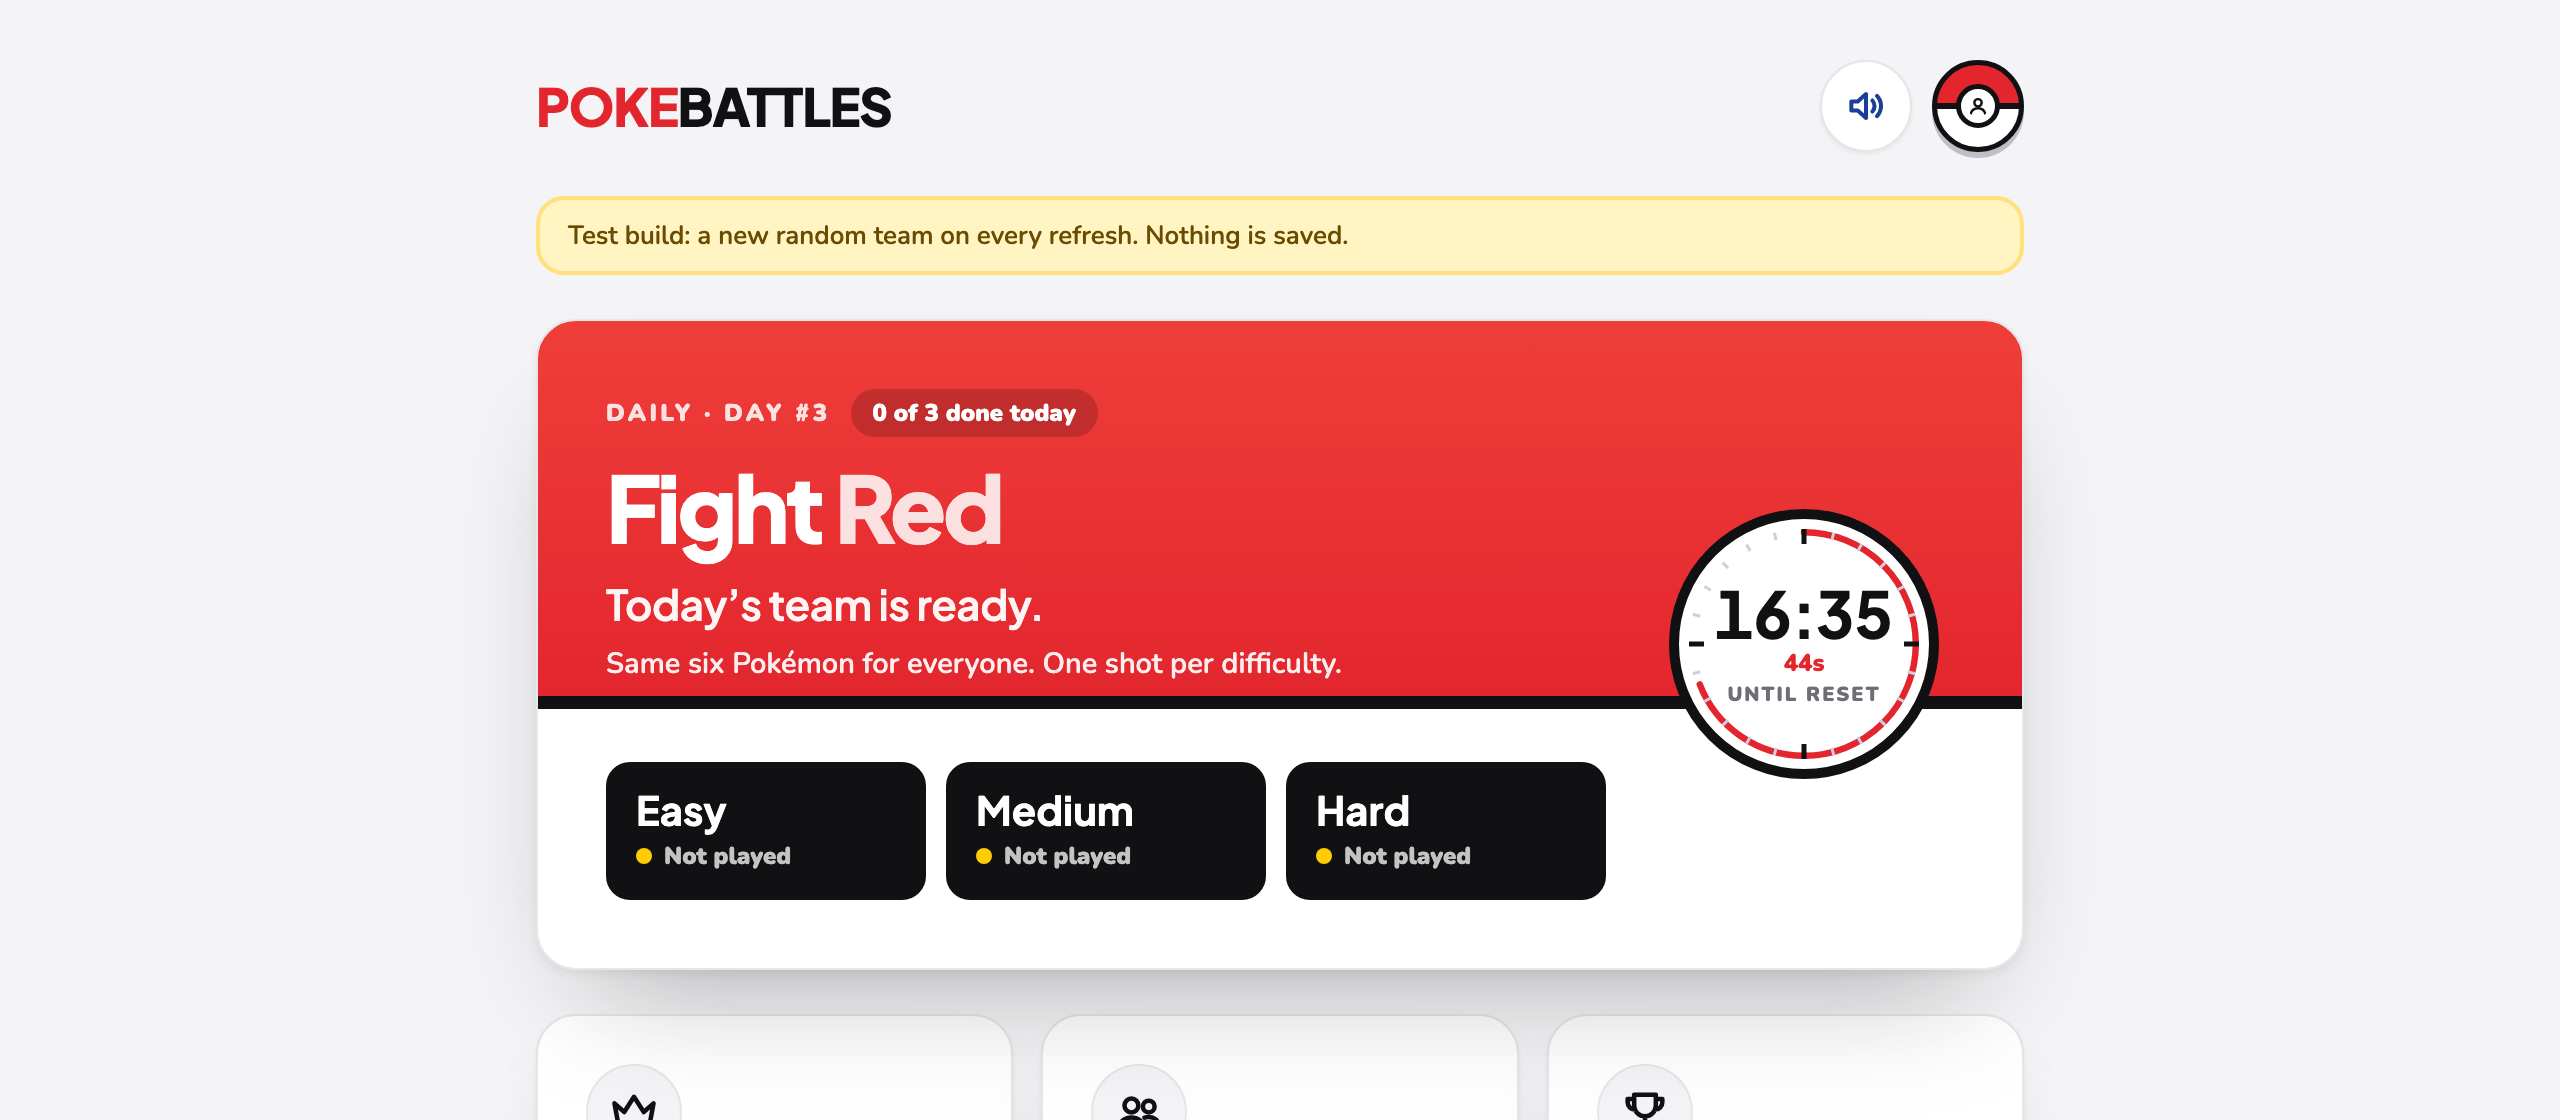 POKEBATTLES
Test build: a new random team on every refresh. Nothing is saved.
DAILY · DAY #3 0 of 3 done today
Fight Red
Today’s team is ready.
Same six Pokémon for everyone. One shot per difficulty.
16:35
44s
UNTIL RESET
Easy
Not played
Medium
Not played
Hard
Not played